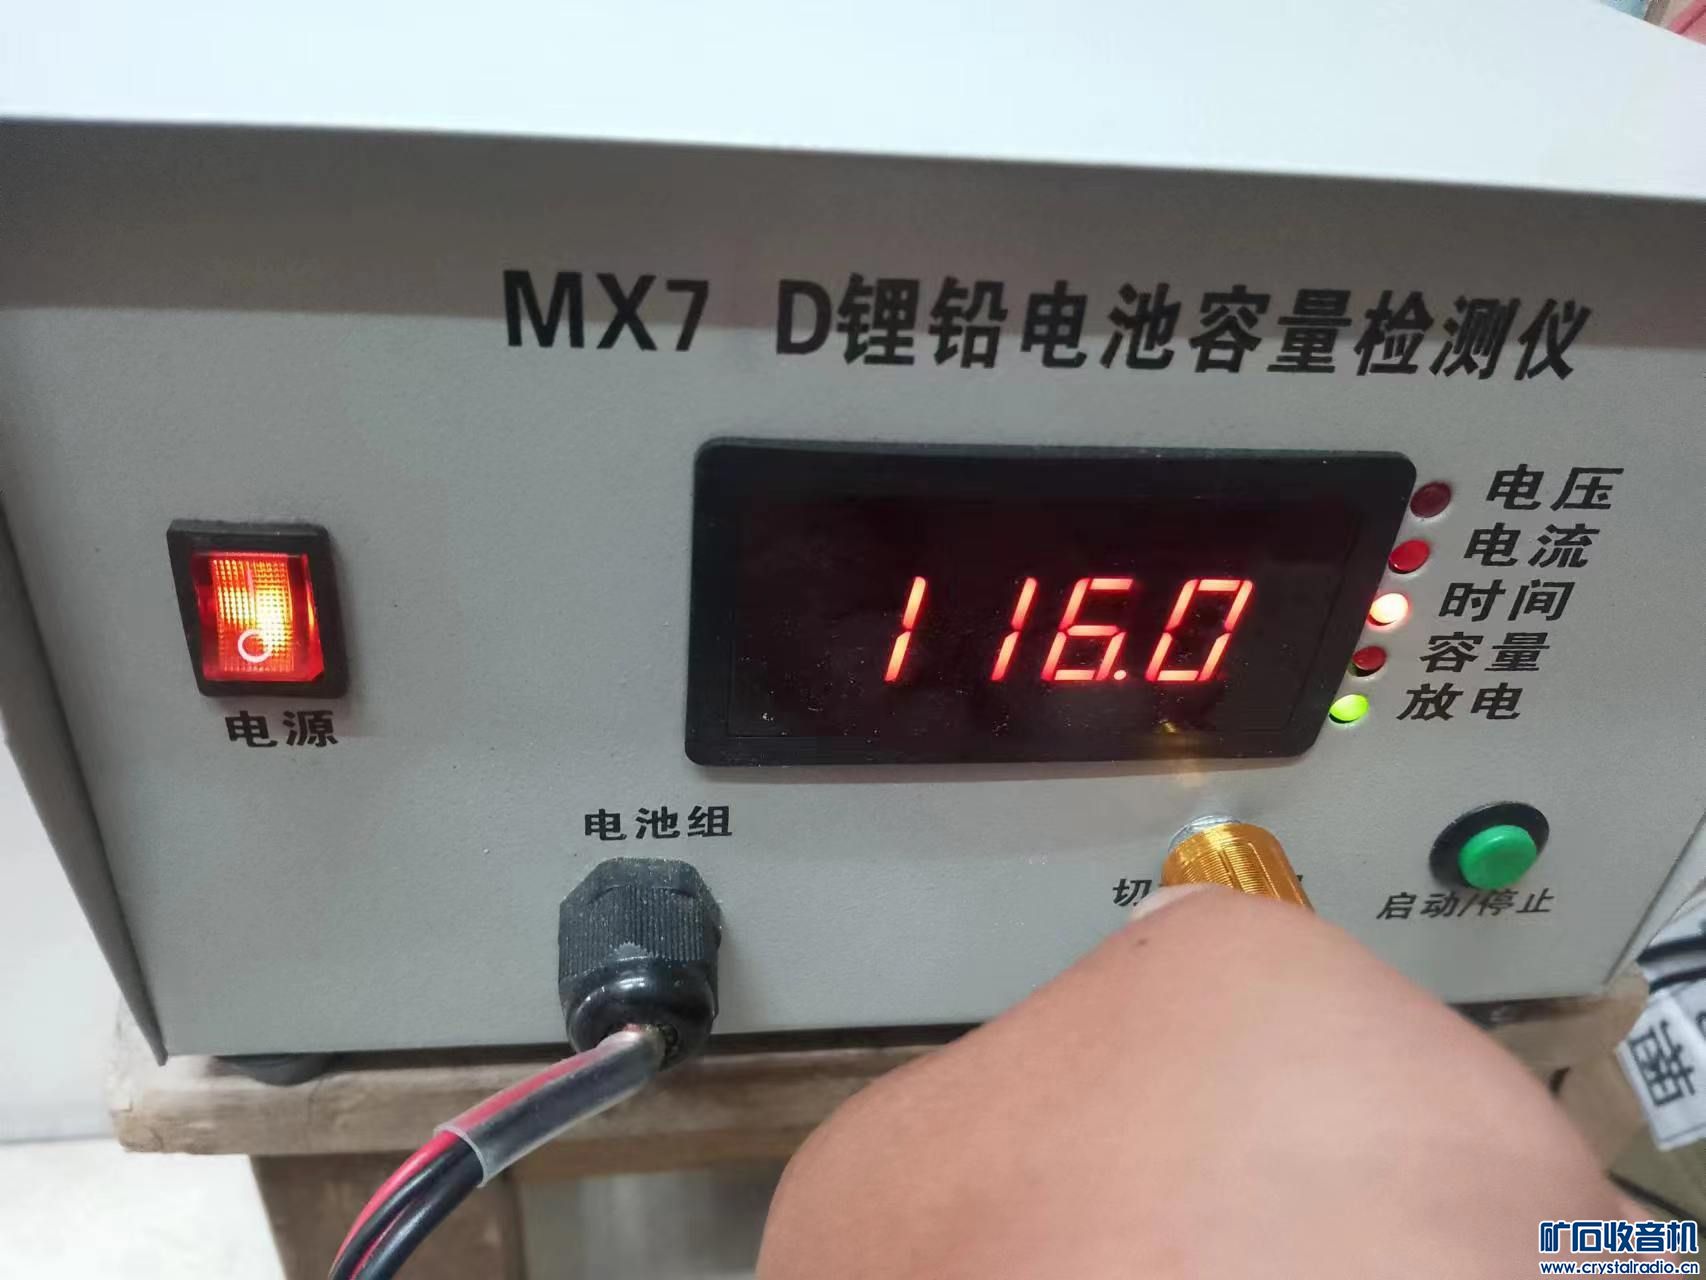 MX7 D锂铅电池容量检测仪
电压
电流
时间
容量
放电
116.0
电源
电池组
切
启动/停止
菌
矿石收音机
www.crystalradio.cn